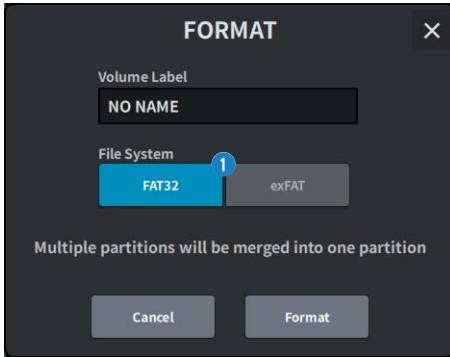 FORMAT
×
Volume Label
NO NAME
File System
1
FAT32 exFAT
Multiple partitions will be merged into one partition
Cancel Format